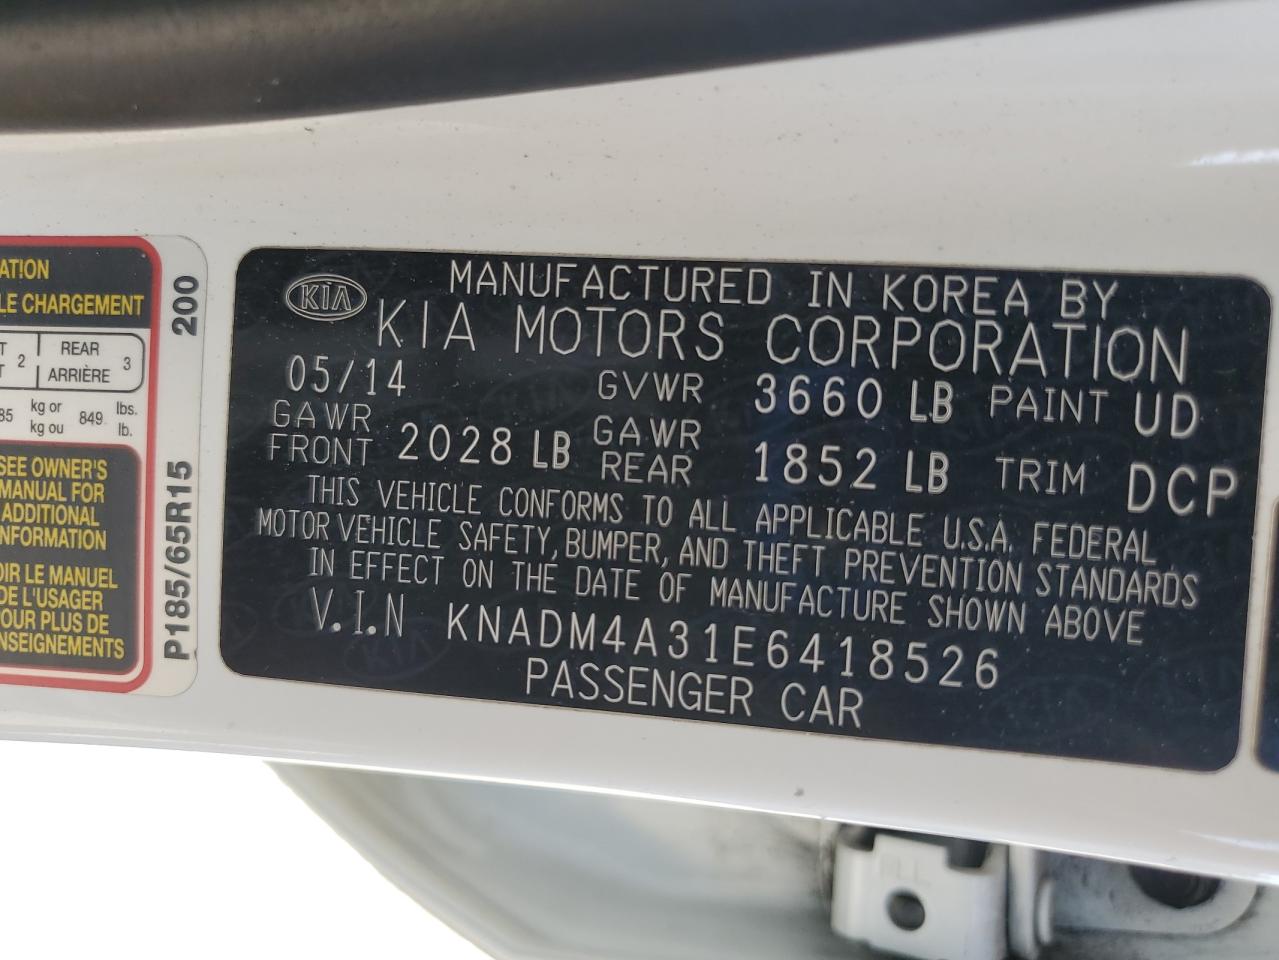 ATION
LE CHARGEMENT
2 REAR ARRIÈRE 3
85 kg or kg ou 849 lbs. lb.
SEE OWNER'S
MANUAL FOR
ADDITIONAL
NFORMATION
OIR LE MANUEL
DE L'USAGER
POUR PLUS DE
NSEIGNEMENTS
P185/65R15 200
KIA
MANUFACTURED IN KOREA BY
KIA MOTORS CORPORATION
05/14 GVWR 3660 LB PAINT UD
GAWR FRONT 2028 LB GAWR REAR 1852 LB TRIM DCP
THIS VEHICLE CONFORMS TO ALL APPLICABLE U.S.A. FEDERAL
MOTOR VEHICLE SAFETY, BUMPER, AND THEFT PREVENTION STANDARDS
IN EFFECT ON THE DATE OF MANUFACTURE SHOWN ABOVE
V.I.N KNADM4A31E6418526
PASSENGER CAR